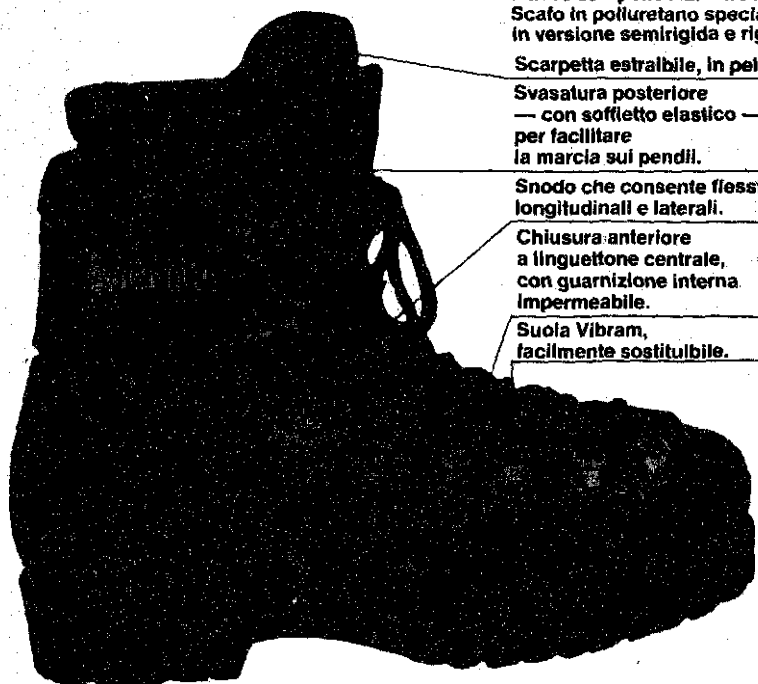 Scafo in poliuretano specia
in versione semirigida e rig
Scarpetta estraibile, in pel
Svasatura posteriore
— con soffietto elastico —
per facilitare
la marcia sui pendii.
Snodo che consente fless
longitudinali e laterali.
Chiusura anteriore
a linguettone centrale,
con guarnizione interna
impermeabile.
Suola Vibram,
facilmente sostituibile.